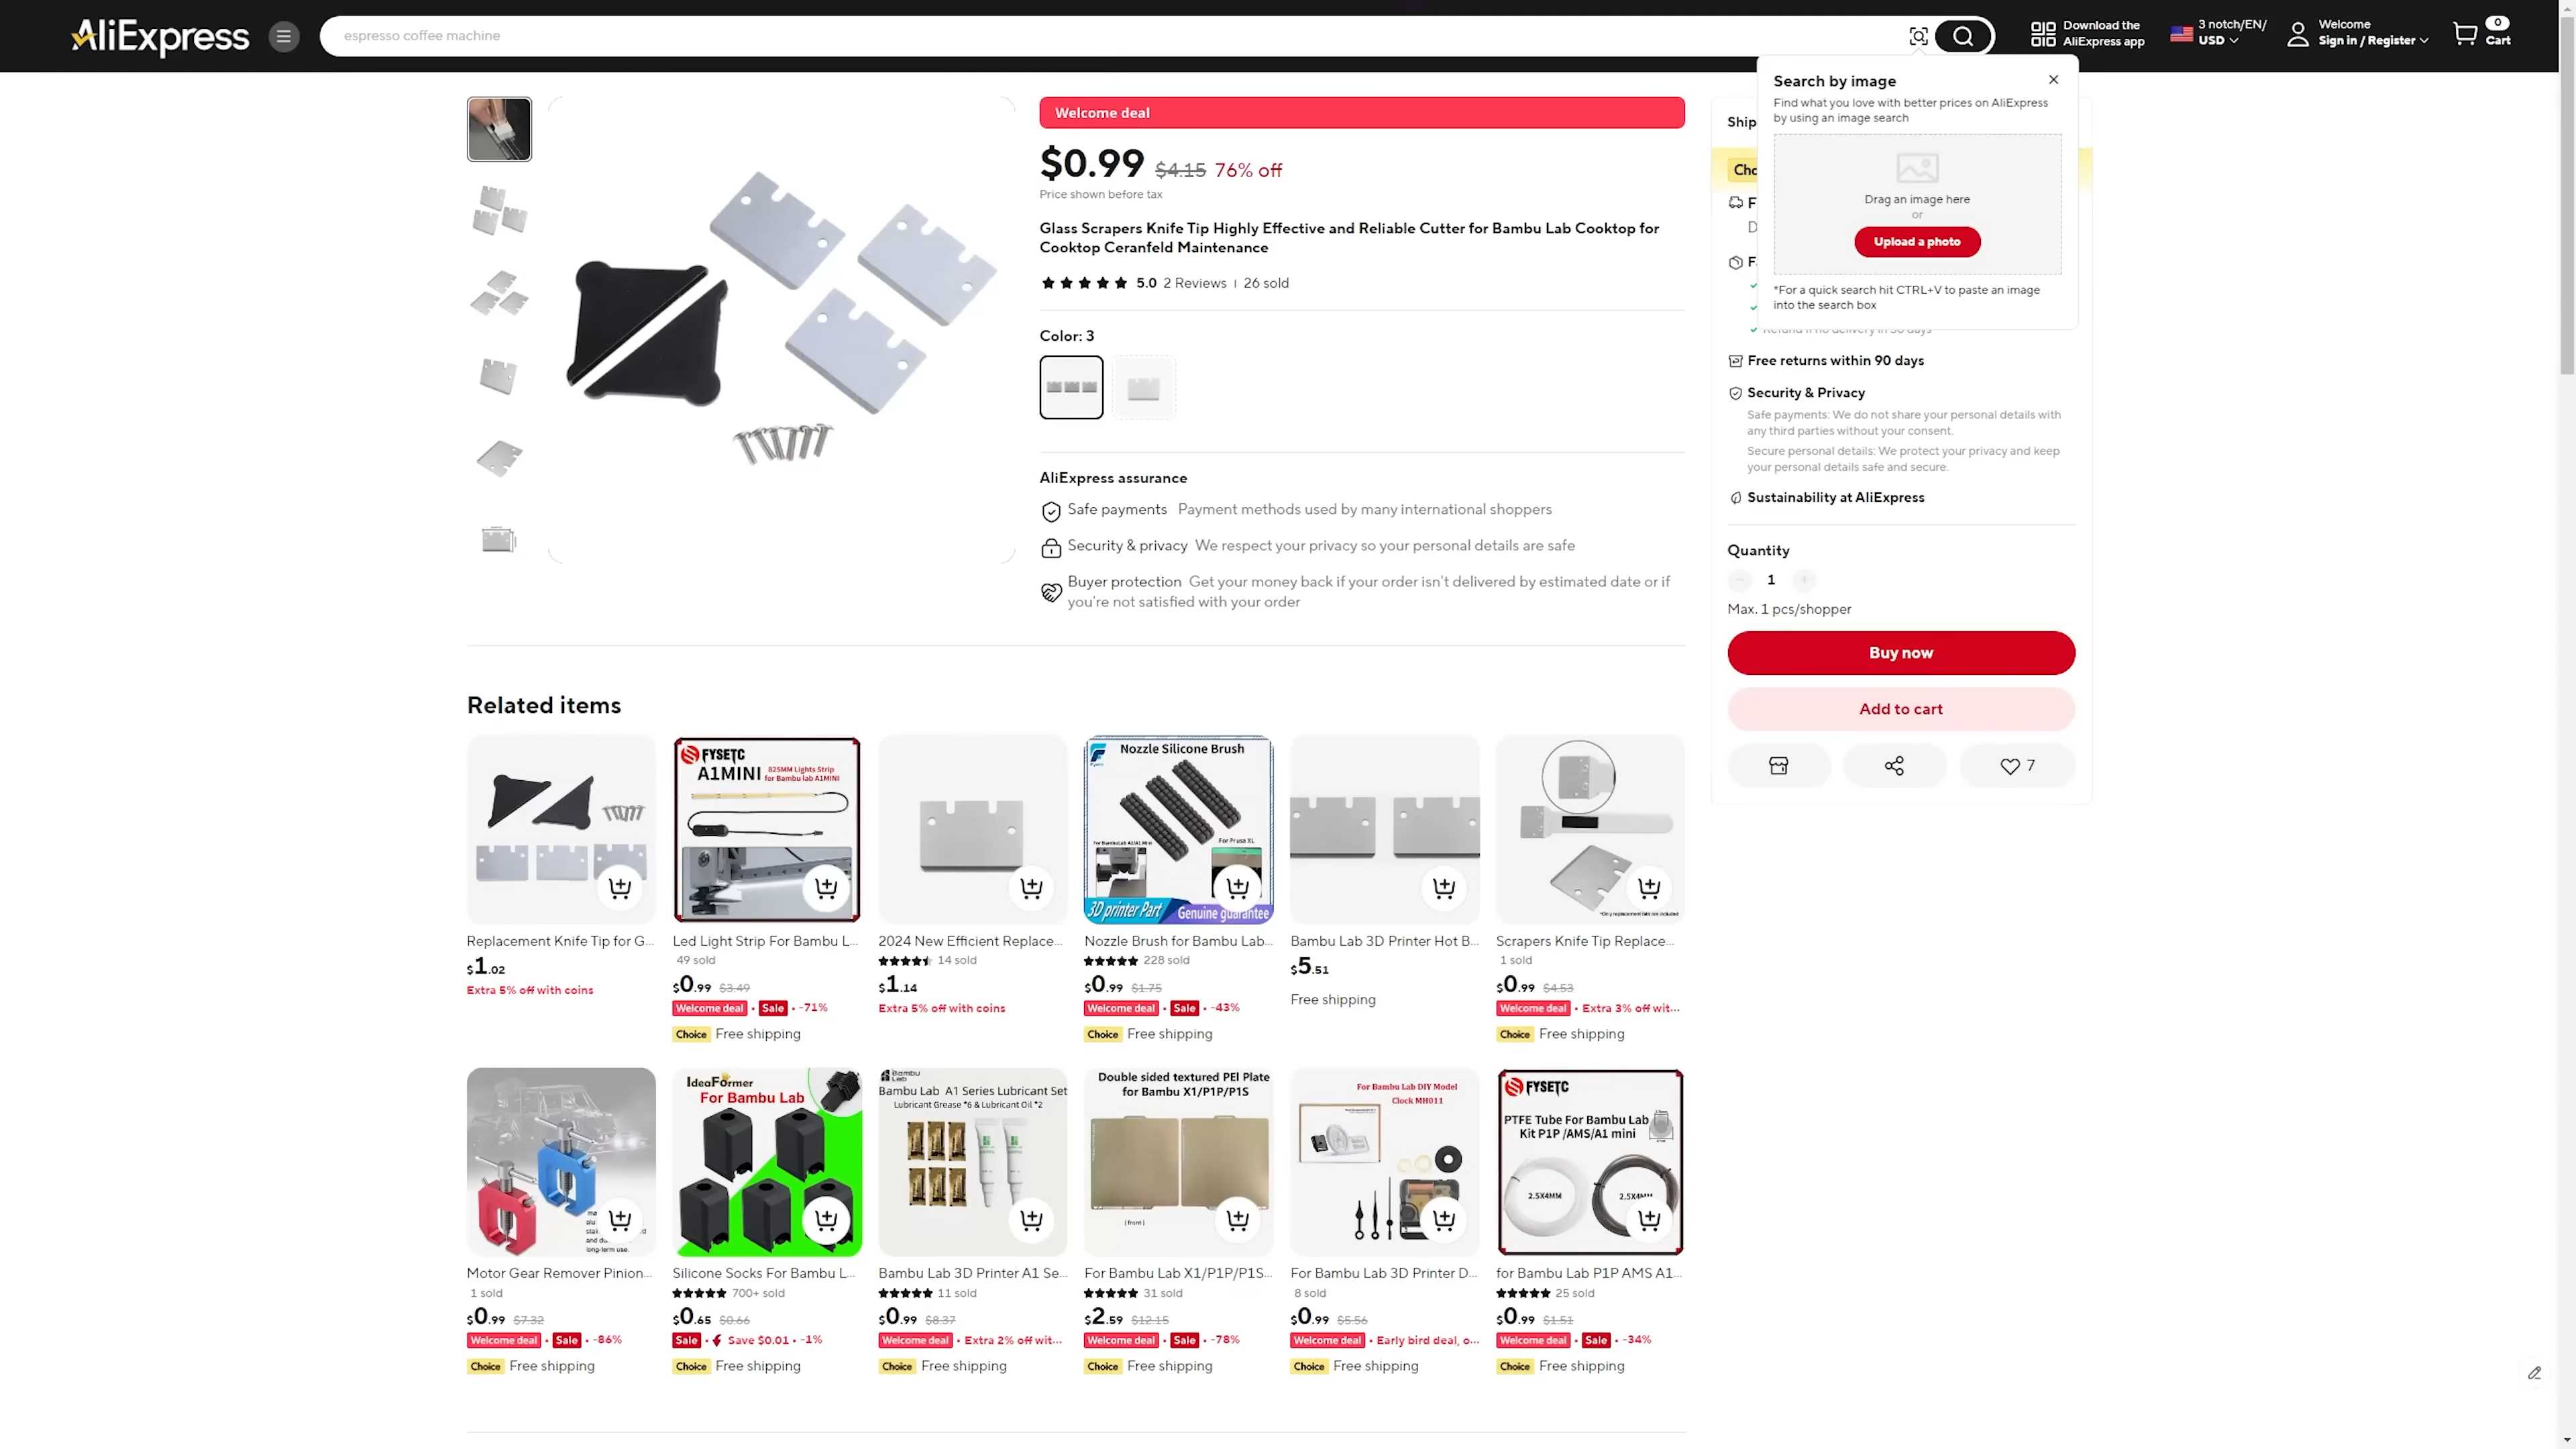 AliExpress
espresso coffee machine
Download the
AliExpress app
3 notch/EN/
USD
Welcome
Sign in / Register
0
Cart
Search by image
Find what you love with better prices on AliExpress
by using an image search
Drag an image here
or
Upload a photo
*For a quick search hit CTRL+V to paste an image
into the search box
Welcome deal
$0.99 $4.15 76% off
Price shown before tax
Glass Scrapers Knife Tip Highly Effective and Reliable Cutter for Bambu Lab Cooktop for
Cooktop Ceranfeld Maintenance
5.0 2 Reviews | 26 sold
Color: 3
AliExpress assurance
Safe payments Payment methods used by many international shoppers
Security & privacy We respect your privacy so your personal details are safe
Buyer protection Get your money back if your order isn't delivered by estimated date or if
you're not satisfied with your order
Ship
Cho
F
D
Fa
Refund if no delivery in 30 days
Free returns within 90 days
Security & Privacy
Safe payments: We do not share your personal details with
any third parties without your consent.
Secure personal details: We protect your privacy and keep
your personal details safe and secure.
Sustainability at AliExpress
Quantity
1
Max. 1 pcs/shopper
Buy now
Add to cart
7
Related items
FYSETC
A1MINI 825MM Lights Strip
for Bambu lab A1MINI
Nozzle Silicone Brush
For Prusa XL
3D printer Part Genuine guarantee
*Only replacement
Replacement Knife Tip for G...
$1.02
Extra 5% off with coins
Led Light Strip For Bambu L...
49 sold
$0.99 $3.49
Welcome deal · Sale · -71%
Choice Free shipping
2024 New Efficient Replace...
14 sold
$1.14
Extra 5% off with coins
Nozzle Brush for Bambu Lab...
228 sold
$0.99 $1.75
Welcome deal · Sale · -43%
Choice Free shipping
Bambu Lab 3D Printer Hot B...
$5.51
Free shipping
Scrapers Knife Tip Replace...
1 sold
$0.99 $4.53
Welcome deal · Extra 3% off wit...
Choice Free shipping
long-term use.
IdeaFormer
For Bambu Lab
Bambu
Lab
Bambu Lab A1 Series Lubricant Set
Lubricant Grease *6 & Lubricant Oil *2
Double sided textured PEI Plate
for Bambu X1/P1P/P1S
( front )
For Bambu Lab DIY Model
Clock MH011
FYSETC
PTFE Tube For Bambu Lab
Kit P1P /AMS/A1 mini
2.5X4MM
2.5X4MM
Motor Gear Remover Pinion...
1 sold
$0.99 $7.32
Welcome deal · Sale · -86%
Choice Free shipping
Silicone Socks For Bambu L...
700+ sold
$0.65 $0.66
Sale · Save $0.01 · -1%
Choice Free shipping
Bambu Lab 3D Printer A1 Se...
11 sold
$0.99 $8.37
Welcome deal · Extra 2% off wit...
Choice Free shipping
For Bambu Lab X1/P1P/P1S...
31 sold
$2.59 $12.15
Welcome deal · Sale · -78%
Choice Free shipping
For Bambu Lab 3D Printer D...
8 sold
$0.99 $5.56
Welcome deal · Early bird deal, o...
Choice Free shipping
for Bambu Lab P1P AMS A1...
25 sold
$0.99 $1.51
Welcome deal · Sale · -34%
Choice Free shipping